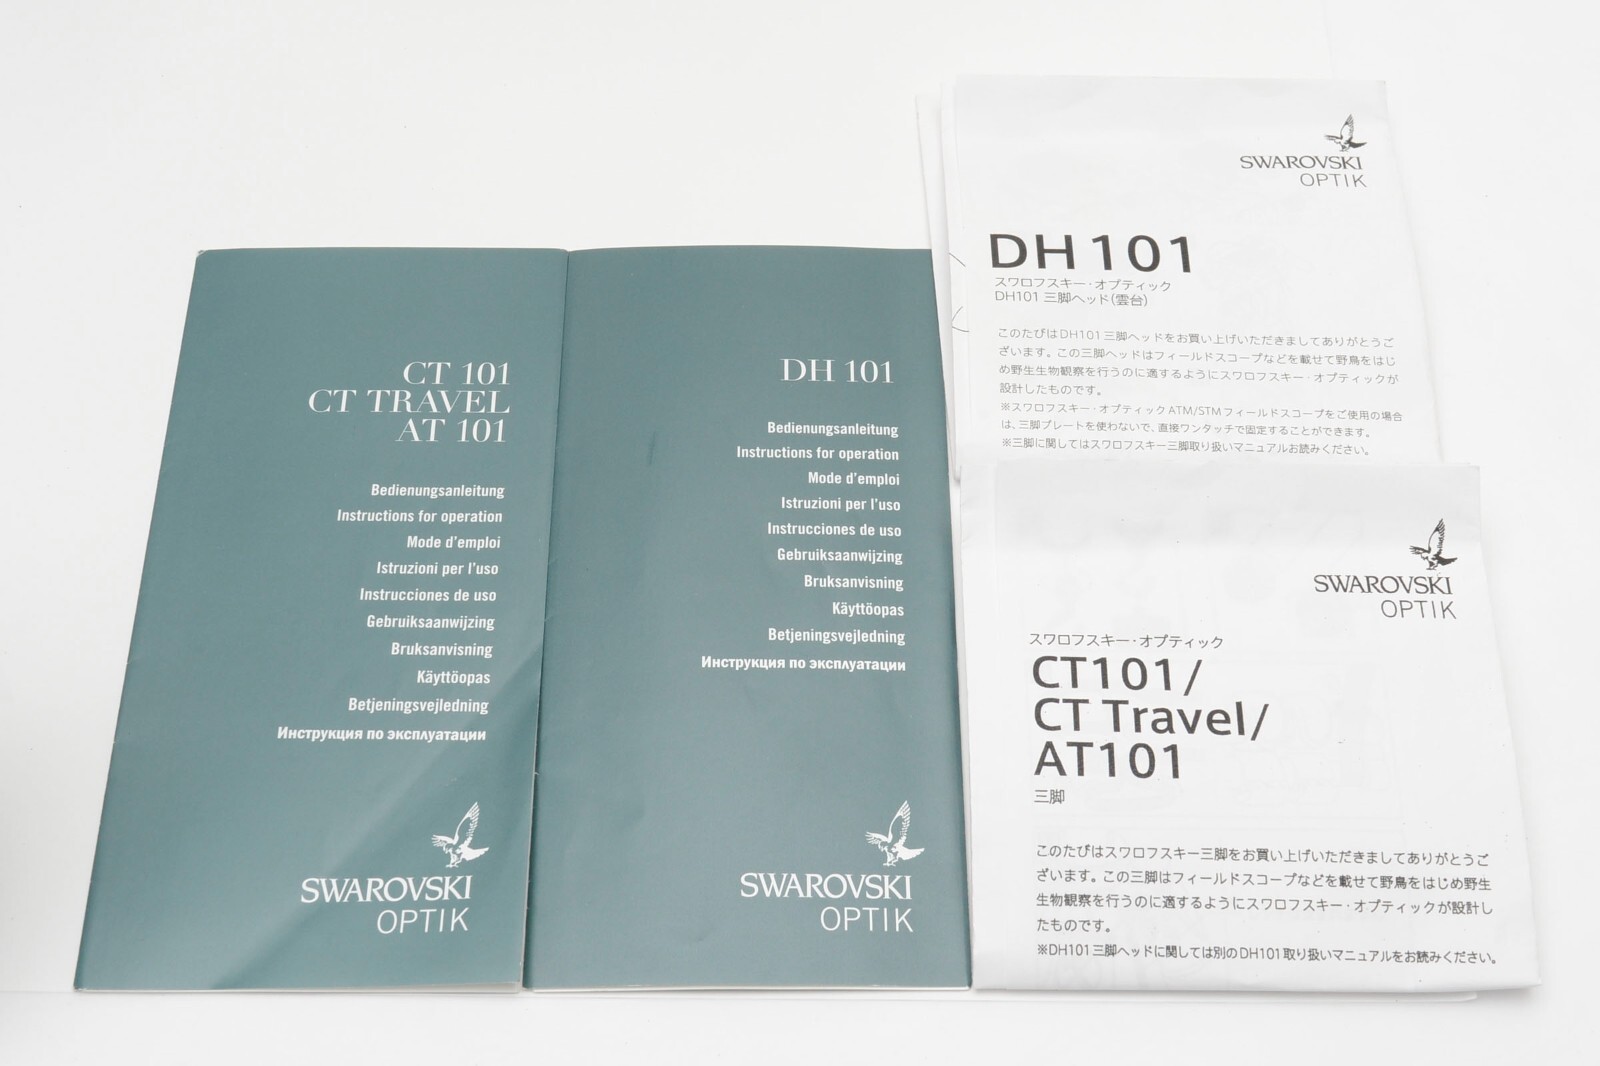 CT 101
CT TRAVEL
AT 101
Bedienungsanleitung
Instructions for operation
Mode d'emploi
Istruzioni per l'uso
Instrucciones de uso
Gebruiksaanwijzing
Bruksanvisning
Käyttöopas
Betjeningsvejledning
Инструкция по эксплуатации
SWAROVSKI
OPTIK
DH 101
Bedienungsanleitung
Instructions for operation
Mode d'emploi
Istruzioni per l'uso
Instrucciones de uso
Gebruiksaanwijzing
Bruksanvisning
Käyttöopas
Betjeningsvejledning
Инструкция по эксплуатации
SWAROVSKI
OPTIK
SWAROVSKI
OPTIK
DH 101
スワロフスキー・オプティック
DH101 三脚ヘッド(雲台)
このたびはDH101三脚ヘッドをお買い上げいただきましてありがとうご
ざいます。この三脚ヘッドはフィールドスコープなどを載せて野鳥をはじ
め野生生物観察を行うのに適するようにスワロフスキー・オプティックが
設計したものです。
※スワロフスキー・オプティック ATM/STMフィールドスコープをご使用の場合
は、三脚プレートを使わないで、直接ワンタッチで固定することができます。
※三脚に関してはスワロフスキー三脚取り扱いマニュアルお読みください。
SWAROVSKI
OPTIK
スワロフスキー・オプティック
CT101/
CT Travel/
AT101
三脚
このたびはスワロフスキー三脚をお買い上げいただきましてありがとうご
ざいます。この三脚はフィールドスコープなどを載せて野鳥をはじめ野生
生物観察を行うのに適するようにスワロフスキー・オプティックが設計し
たものです。
※DH101三脚ヘッドに関しては別のDH101取り扱いマニュアルをお読みください。